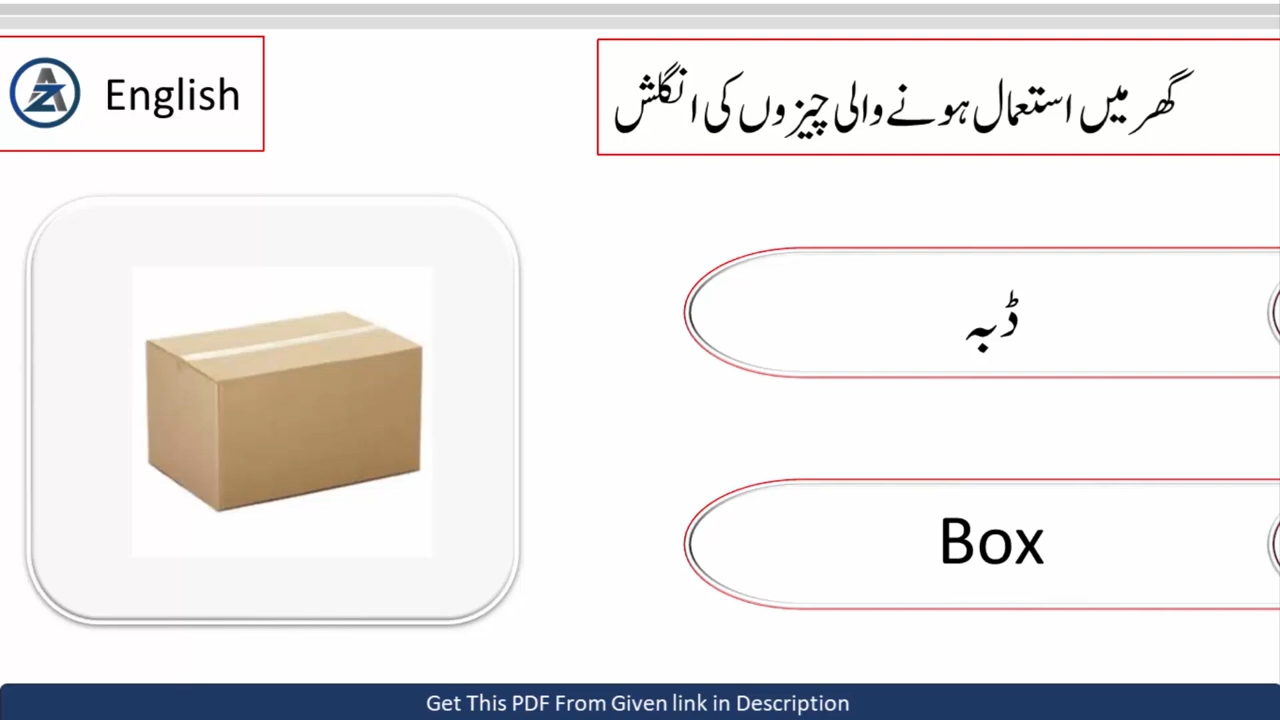 AZ English
گھر میں استعمال ہونے والی چیزوں کی انگلش
ڈبہ
Box
Get This PDF From Given link in Description